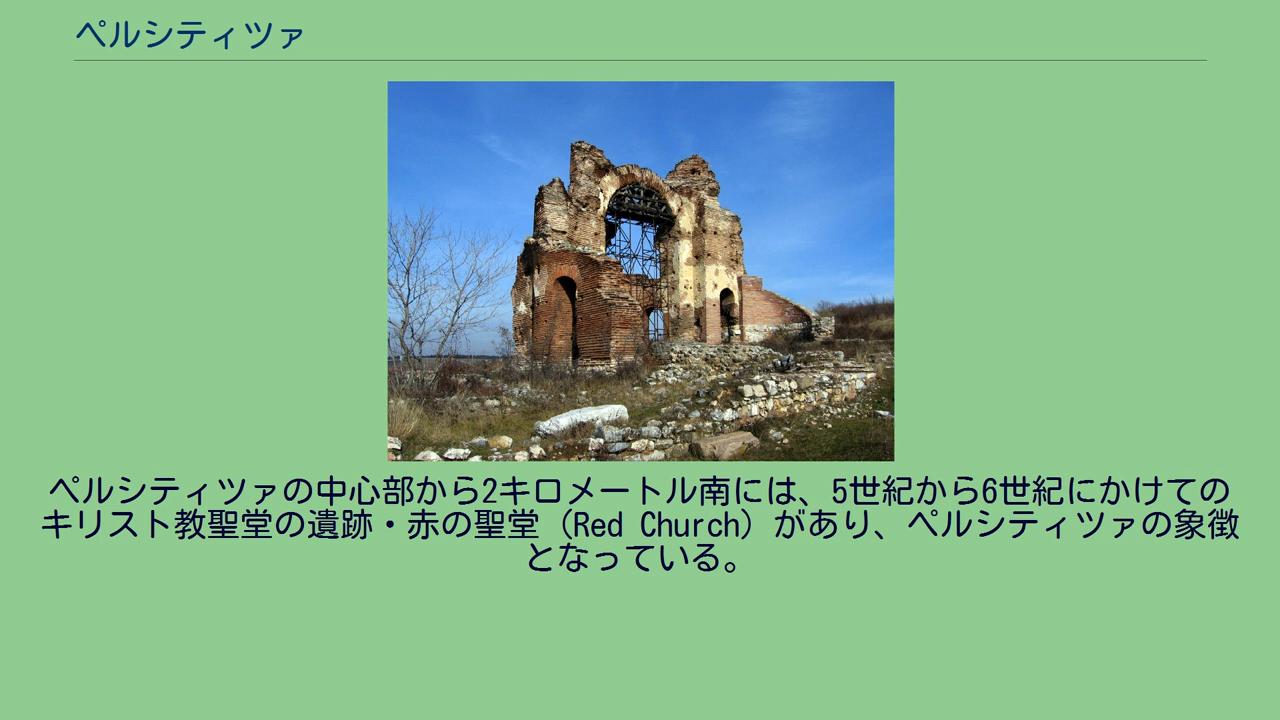 ペルシティツァ
ペルシティツァの中心部から2キロメートル南には、5世紀から6世紀にかけての
キリスト教聖堂の遺跡・赤の聖堂（Red Church）があり、ペルシティツァの象徴
となっている。